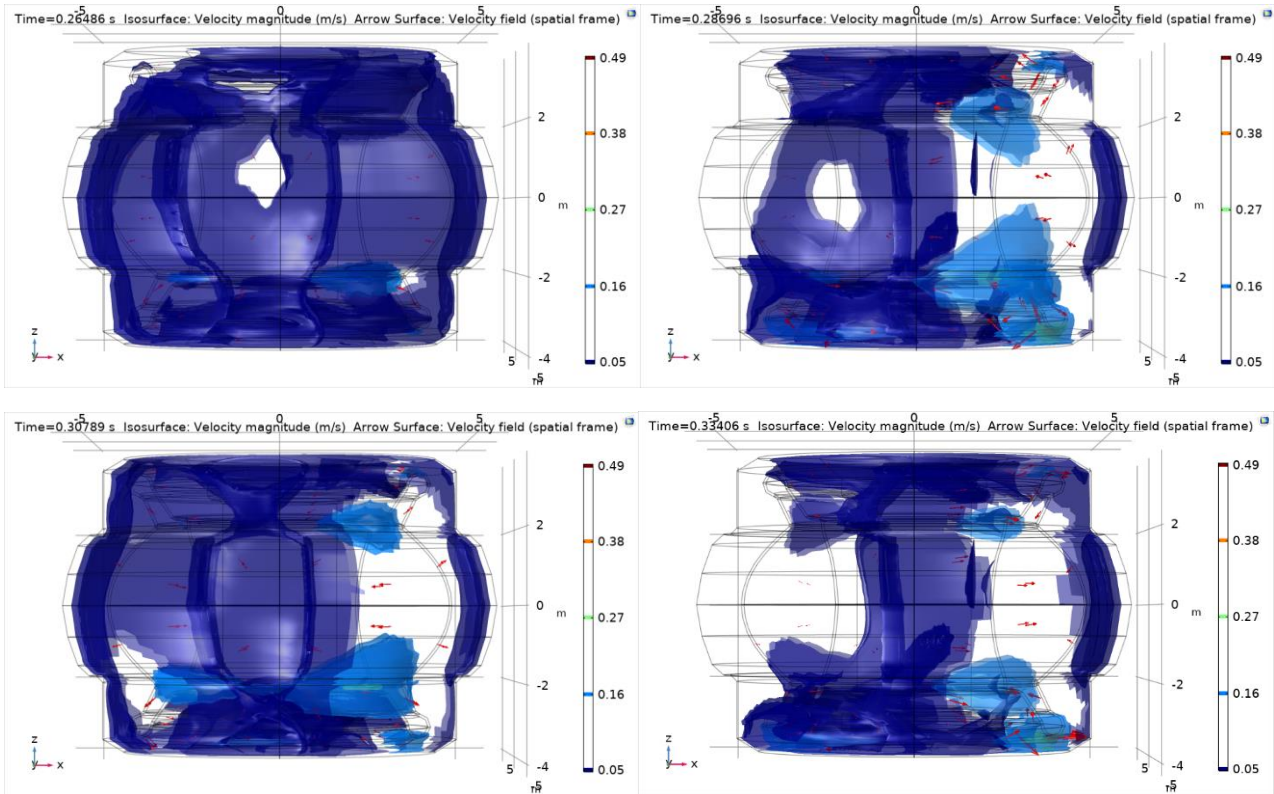 -5 0 5
Time=0.26486 s Isosurface: Velocity magnitude (m/s) Arrow Surface: Velocity field (spatial frame)
0.49
2
0.38
0 m
0.27
-2
0.16
z
y x
5 -4 0.05
-5
m
-5 0 5
Time=0.28696 s Isosurface: Velocity magnitude (m/s) Arrow Surface: Velocity field (spatial frame)
0.49
2
0.38
0 m
0.27
-2
0.16
z
y x
5 -4 0.05
-5
m
-5 0 5
Time=0.30789 s Isosurface: Velocity magnitude (m/s) Arrow Surface: Velocity field (spatial frame)
0.49
2
0.38
0 m
0.27
-2
0.16
z
y x
5 -4 0.05
-5
m
-5 0 5
Time=0.33406 s Isosurface: Velocity magnitude (m/s) Arrow Surface: Velocity field (spatial frame)
0.49
2
0.38
0 m
0.27
-2
0.16
z
y x
5 -4 0.05
-5
m